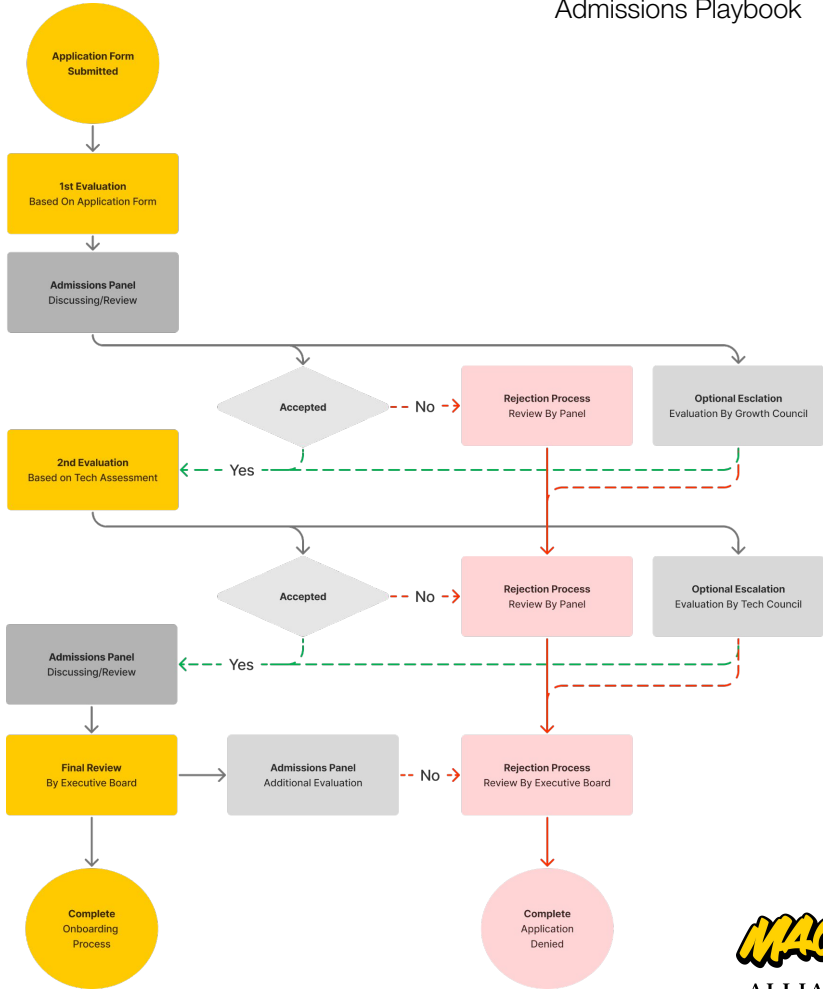 Admissions Playbook
Application Form
Submitted
1st Evaluation
Based On Application Form
Admissions Panel
Discussing/Review
Accepted
No
Rejection Process
Review By Panel
Optional Esclation
Evaluation By Growth Council
2nd Evaluation
Based on Tech Assessment
Yes
Accepted
No
Rejection Process
Review By Panel
Optional Escalation
Evaluation By Tech Council
Admissions Panel
Discussing/Review
Yes
Final Review
By Executive Board
Admissions Panel
Additional Evaluation
No
Rejection Process
Review By Executive Board
Complete
Onboarding
Process
Complete
Application
Denied